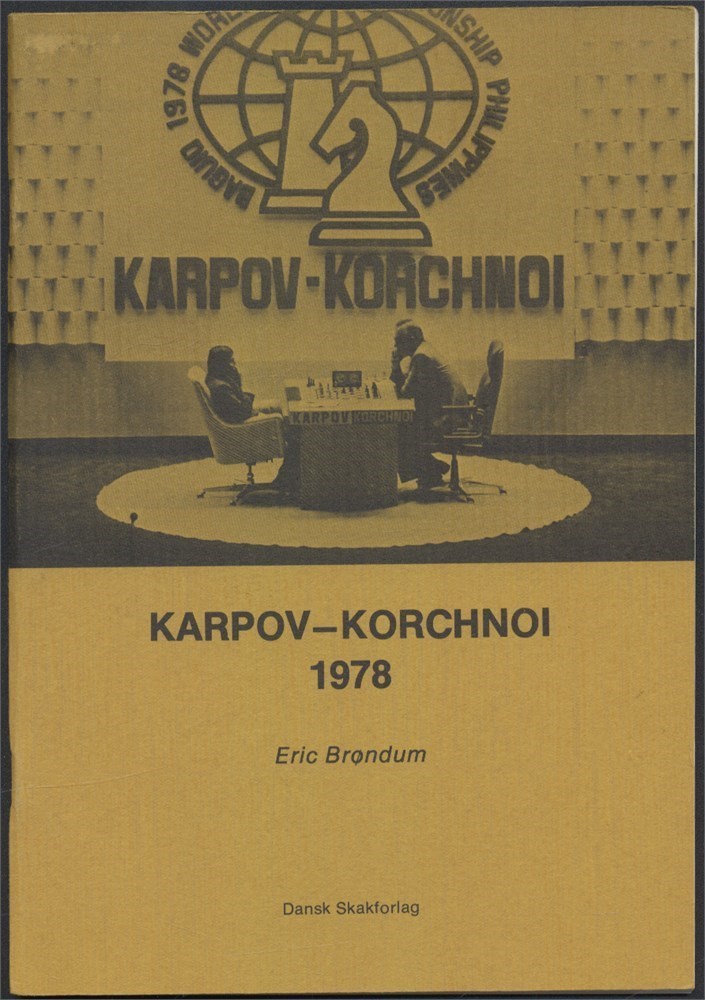 BAGUIO 1978 WORLD CHAMPIONSHIP PHILIPPINES
KARPOV-KORCHNOI
KARPOV KORCHNOI
KARPOV–KORCHNOI
1978
Eric Brøndum
Dansk Skakforlag